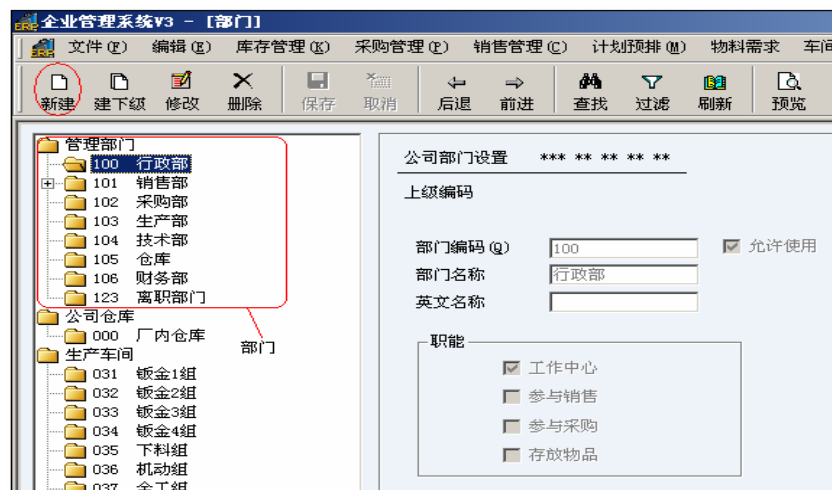 企业管理系统V3 - [部门]
文件(F) 编辑(E) 库存管理(K) 采购管理(P) 销售管理(C) 计划预排(M) 物料需求 车间
新建 建下级 修改 删除 保存 取消 后退 前进 查找 过滤 刷新 预览
管理部门
100 行政部
101 销售部
102 采购部
103 生产部
104 技术部
105 仓库
106 财务部
123 离职部门
公司仓库
000 厂内仓库
部门
生产车间
031 钣金1组
032 钣金2组
033 钣金3组
034 钣金4组
035 下料组
036 机动组
037 金工组
公司部门设置 *** ** ** ** **
上级编码
部门编码(Q) 100 允许使用
部门名称 行政部
英文名称
职能
工作中心
参与销售
参与采购
存放物品